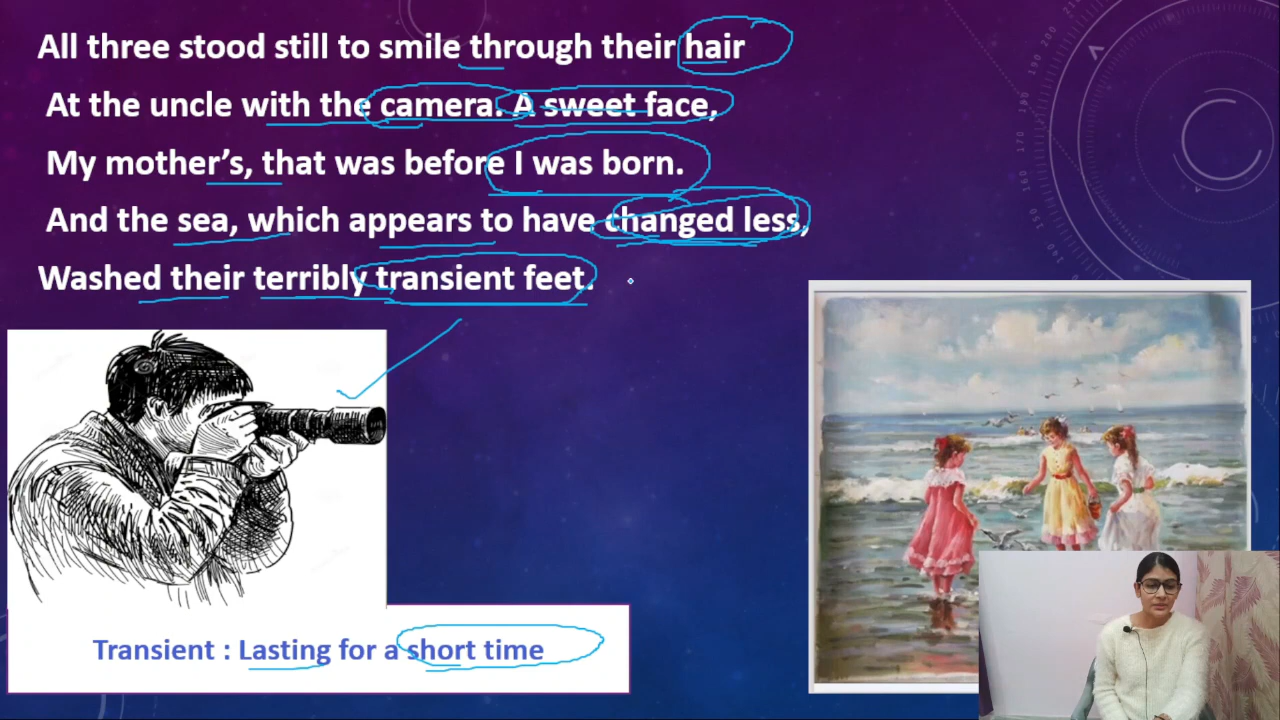 All three stood still to smile through their hair
At the uncle with the camera. A sweet face,
My mother's, that was before I was born.
And the sea, which appears to have changed less,
Washed their terribly transient feet.
Transient : Lasting for a short time